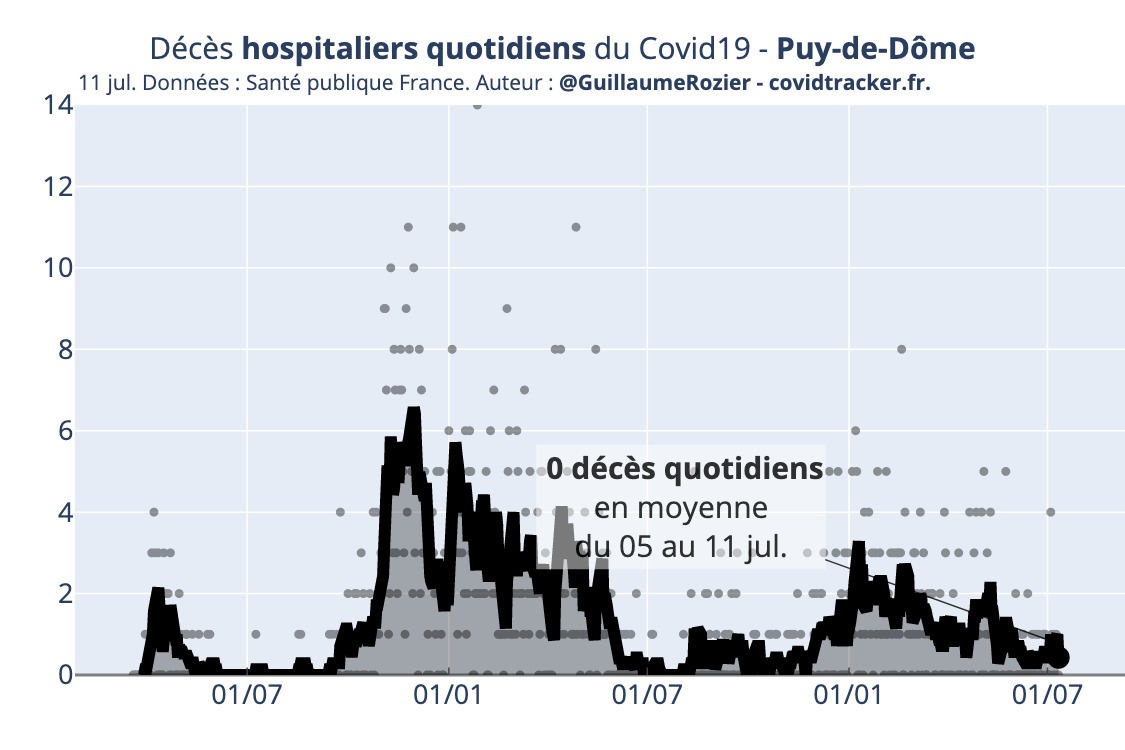 Décès hospitaliers quotidiens du Covid19 - Puy-de-Dôme
11 jul. Données : Santé publique France. Auteur : @GuillaumeRozier - covidtracker.fr.
14
12
10
8
6
4
2
0
0 décès quotidiens
en moyenne
du 05 au 11 jul.
01/07 01/01 01/07 01/01 01/07